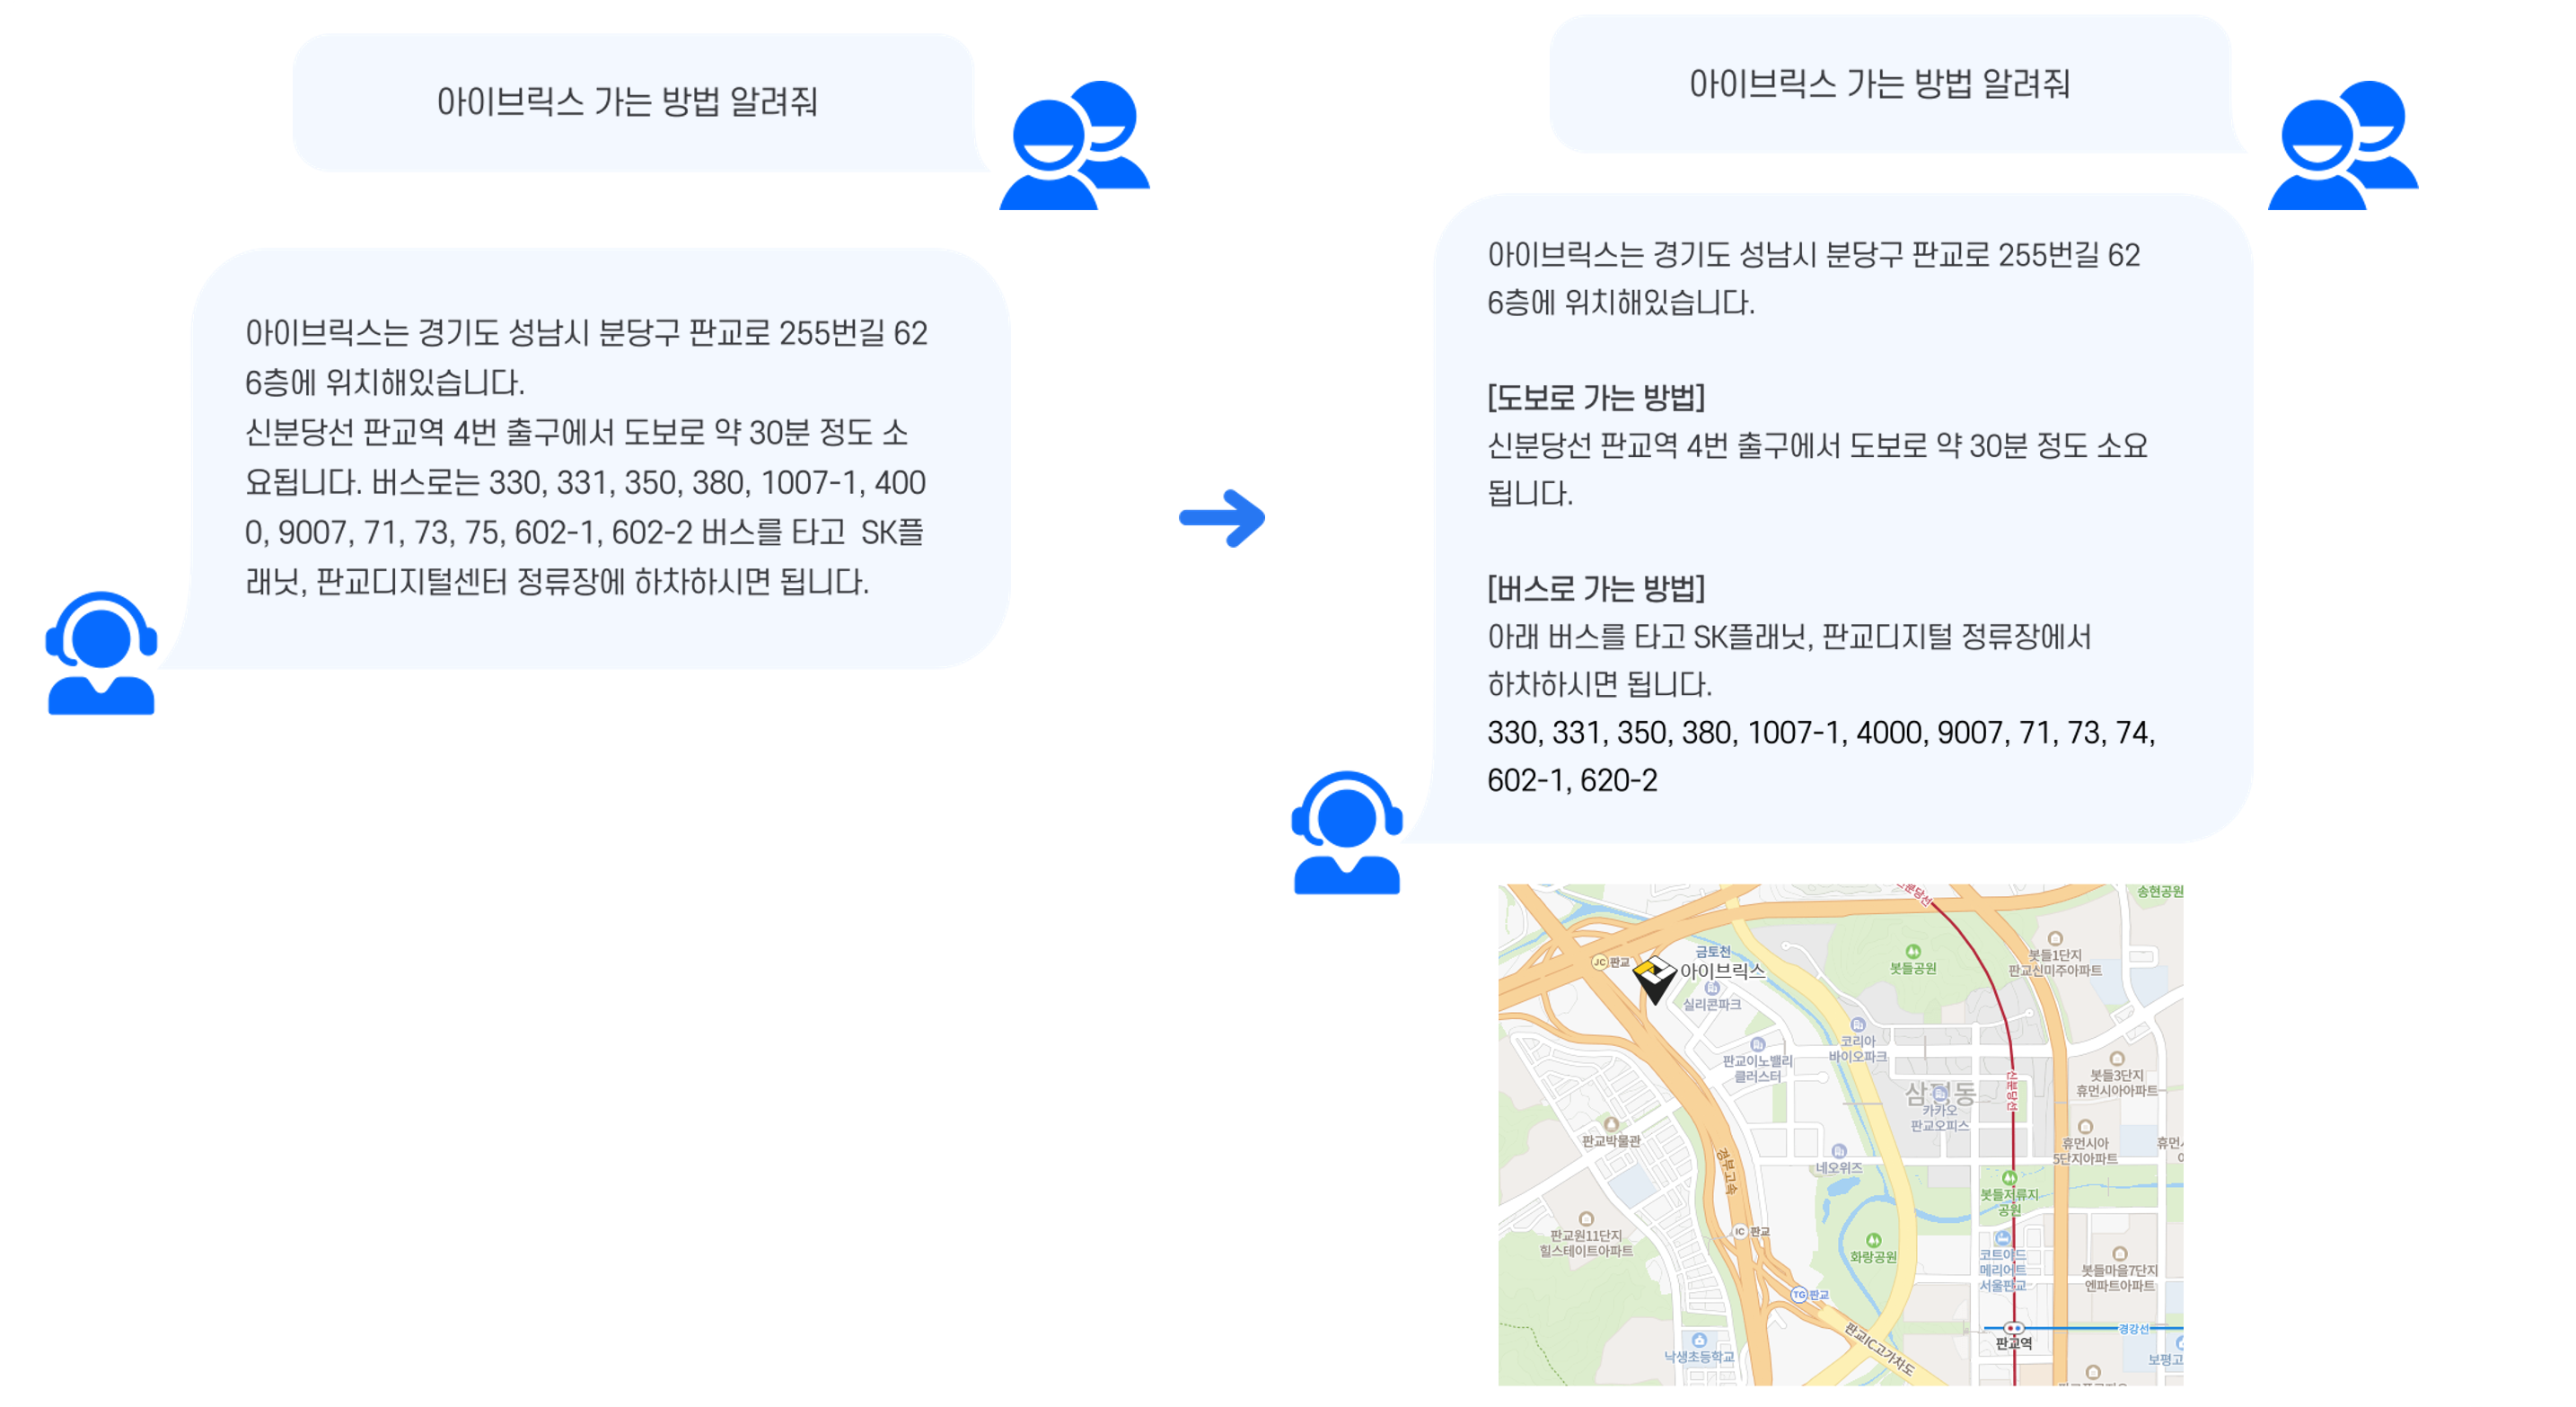 아이브릭스 가는 방법 알려줘
아이브릭스는 경기도 성남시 분당구 판교로 255번길 62
6층에 위치해있습니다.
신분당선 판교역 4번 출구에서 도보로 약 30분 정도 소
요됩니다. 버스로는 330, 331, 350, 380, 1007-1, 400
0, 9007, 71, 73, 75, 602-1, 602-2 버스를 타고 SK플
래닛, 판교디지털센터 정류장에 하차하시면 됩니다.
아이브릭스 가는 방법 알려줘
아이브릭스는 경기도 성남시 분당구 판교로 255번길 62
6층에 위치해있습니다.
[도보로 가는 방법]
신분당선 판교역 4번 출구에서 도보로 약 30분 정도 소요
됩니다.
[버스로 가는 방법]
아래 버스를 타고 SK플래닛, 판교디지털 정류장에서
하차하시면 됩니다.
330, 331, 350, 380, 1007-1, 4000, 9007, 71, 73, 74,
602-1, 620-2
신분당선
송현공원
금토천
JC 판교
아이브릭스
실리콘파크
봇들공원
봇들1단지
판교신미주아파트
코리아
바이오파크
판교이노밸리
클러스터
봇들3단지
휴먼시아아파트
신분당선
삼평동
카카오
판교오피스
판교박물관
휴먼시아
5단지아파트
경부고속
네오위즈
봇들저류지
공원
판교원11단지
힐스테이트아파트
IC 판교
화랑공원
코트야드
메리어트
서울판교
봇들마을7단지
엔파트아파트
TG 판교
판교IC고가차도
낙생초등학교
판교역
경강선
보평고